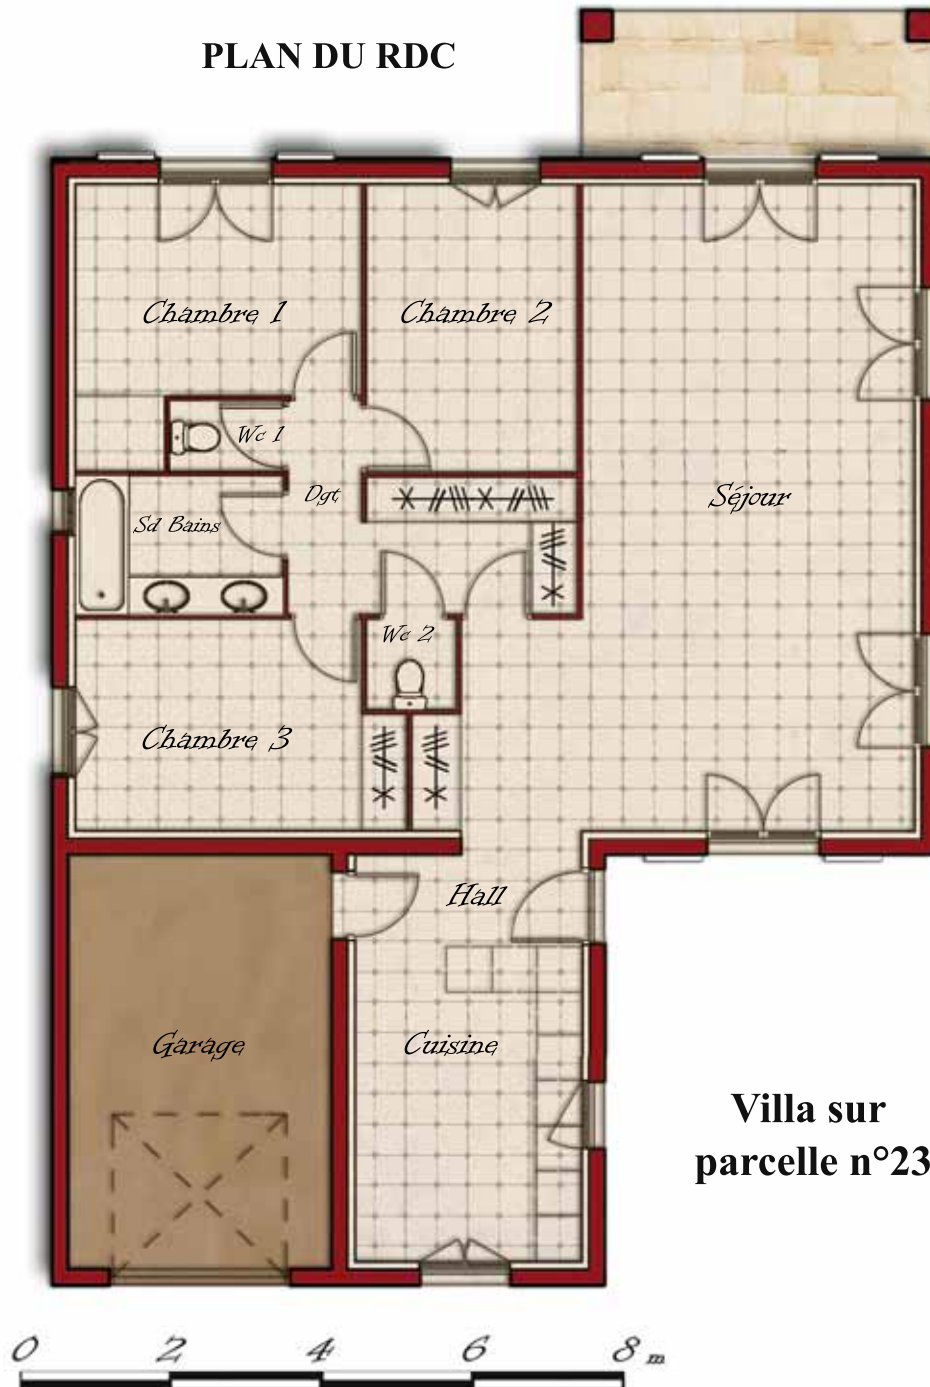 PLAN DU RDC
Chambre 1
Chambre 2
Wc 1
Dgt
Séjour
Sd Bains
Wc 2
Chambre 3
Hall
Garage
Cuisine
Villa sur
parcelle n°23
0 2 4 6 8 m